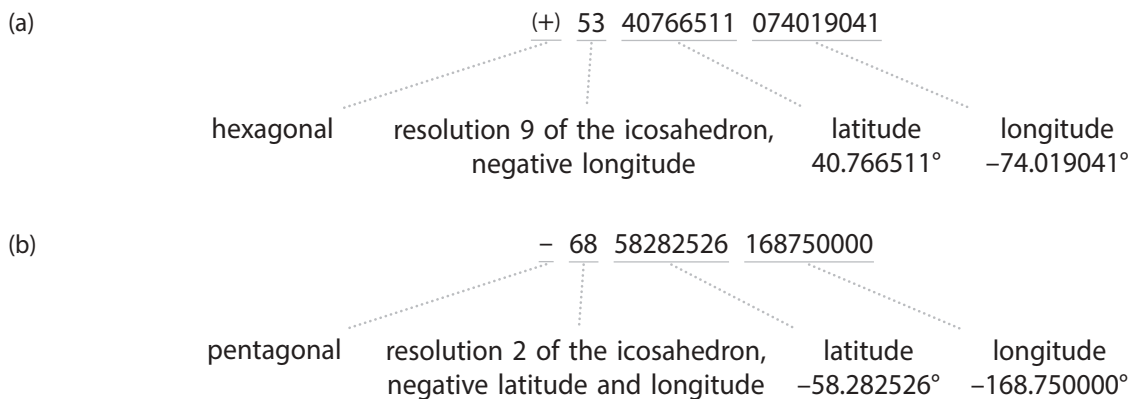 (a) (+) 53 40766511 074019041
hexagonal resolution 9 of the icosahedron, latitude longitude
negative longitude 40.766511° –74.019041°
(b) – 68 58282526 168750000
pentagonal resolution 2 of the icosahedron, latitude longitude
negative latitude and longitude –58.282526° –168.750000°